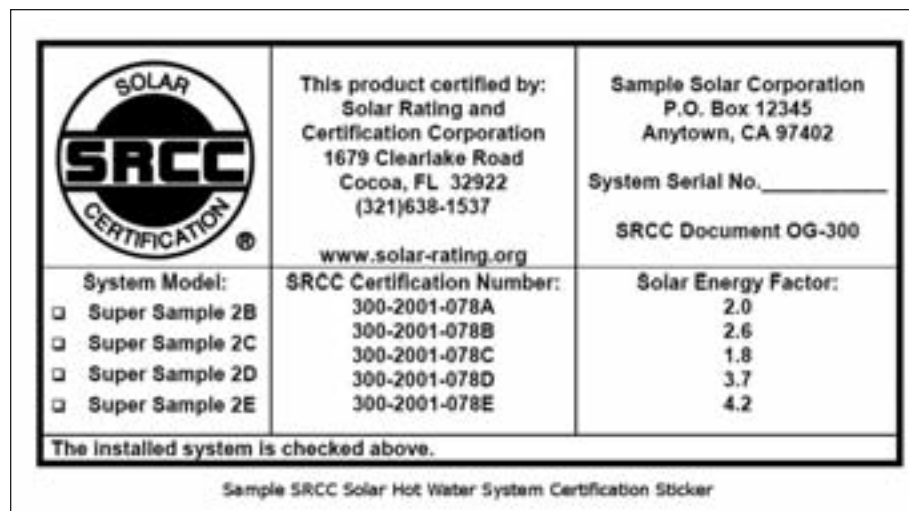 SOLAR
SRCC
CERTIFICATION
®
This product certified by:
Solar Rating and
Certification Corporation
1679 Clearlake Road
Cocoa, FL 32922
(321)638-1537
www.solar-rating.org
Sample Solar Corporation
P.O. Box 12345
Anytown, CA 97402
System Serial No.__________
SRCC Document OG-300
System Model:
❑ Super Sample 2B
❑ Super Sample 2C
❑ Super Sample 2D
❑ Super Sample 2E
SRCC Certification Number:
300-2001-078A
300-2001-078B
300-2001-078C
300-2001-078D
300-2001-078E
Solar Energy Factor:
2.0
2.6
1.8
3.7
4.2
The installed system is checked above.
Sample SRCC Solar Hot Water System Certification Sticker